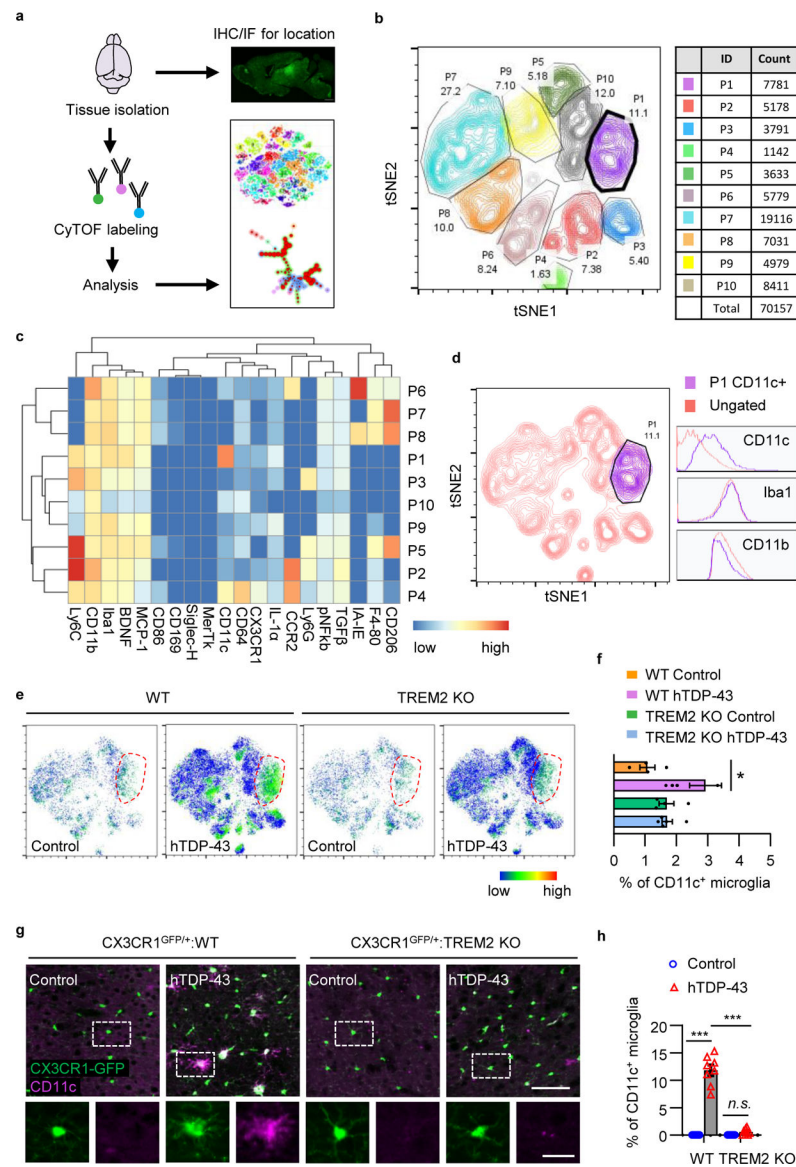 a
IHC/IF for location
Tissue isolation
CyTOF labeling
Analysis
b
P5
5.18
P9
7.10
P7
27.2
P10
12.0
P1
11.1
P8
10.0
P6
8.24
P4
1.63
P2
7.38
P3
5.40
tSNE2
tSNE1
ID Count
P1 7781
P2 5178
P3 3791
P4 1142
P5 3633
P6 5779
P7 19116
P8 7031
P9 4979
P10 8411
Total 70157
c
P6
P7
P8
P1
P3
P10
P9
P5
P2
P4
Ly6C
CD11b
Iba1
BDNF
MCP-1
CD86
CD169
Siglec-H
MerTk
CD11c
CD64
CX3CR1
IL-1α
CCR2
Ly6G
pNFkb
TGFβ
IA-IE
F4-80
CD206
low high
d
P1
11.1
tSNE2
tSNE1
P1 CD11c+
Ungated
CD11c
Iba1
CD11b
e
WT TREM2 KO
Control hTDP-43 Control hTDP-43
low high
f
WT Control
WT hTDP-43
TREM2 KO Control
TREM2 KO hTDP-43
*
0 1 2 3 4 5
% of CD11c⁺ microglia
g
CX3CR1ᴳᶠᴾ/⁺:WT CX3CR1ᴳᶠᴾ/⁺:TREM2 KO
Control hTDP-43 Control hTDP-43
CX3CR1-GFP
CD11c
h
Control
hTDP-43
***
***
n.s.
20
15
10
5
0
% of CD11c⁺ microglia
WT TREM2 KO